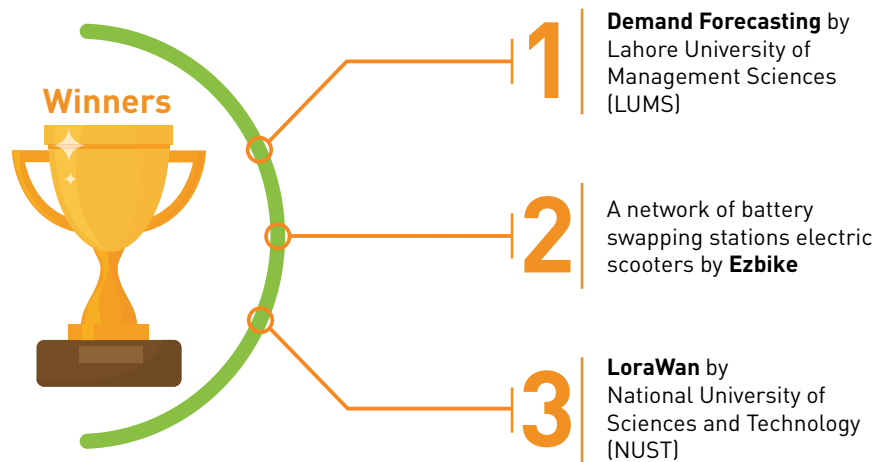 Winners
1
Demand Forecasting by
Lahore University of
Management Sciences
(LUMS)
2
A network of battery
swapping stations electric
scooters by Ezbike
3
LoraWan by
National University of
Sciences and Technology
(NUST)